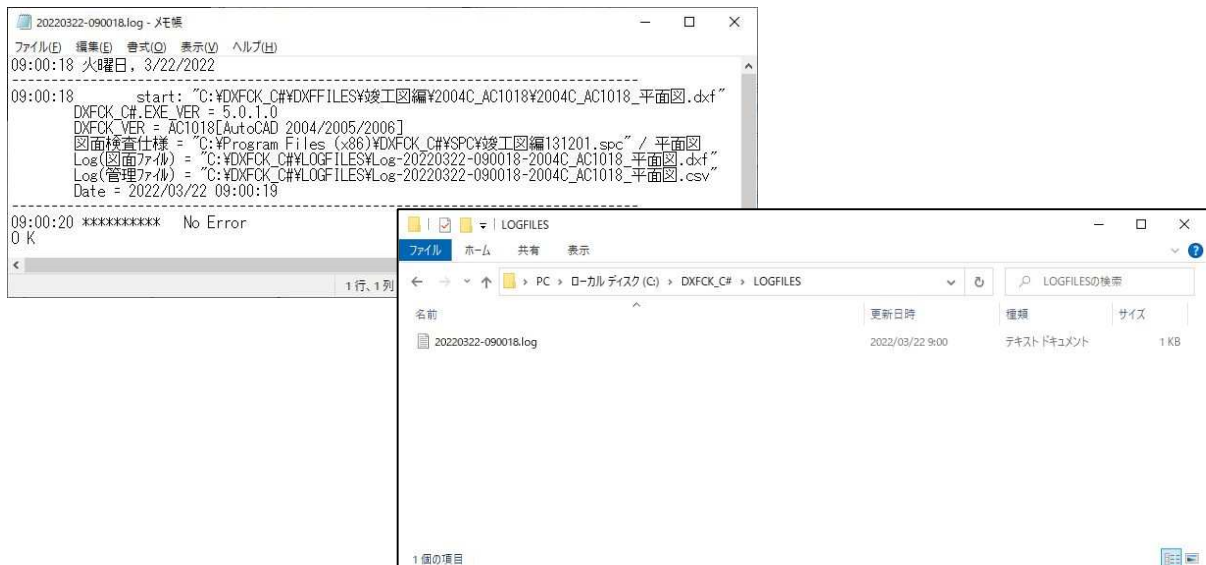 20220322-090018.log - メモ帳
ファイル(F) 編集(E) 書式(O) 表示(V) ヘルプ(H)
09:00:18 火曜日, 3/22/2022
--------------------------------------------------------------------------------
09:00:18 start: "C:¥DXFCK_C#¥DXFFILES¥竣工図編¥2004C_AC1018¥2004C_AC1018_平面図.dxf"
DXFCK_C#.EXE_VER = 5.0.1.0
DXFCK_VER = AC1018[AutoCAD 2004/2005/2006]
図面検査仕様 = "C:¥Program Files (x86)¥DXFCK_C#¥SPC¥竣工図編131201.spc" / 平面図
Log(図面ファイル) = "C:¥DXFCK_C#¥LOGFILES¥Log-20220322-090018-2004C_AC1018_平面図.dxf"
Log(管理ファイル) = "C:¥DXFCK_C#¥LOGFILES¥Log-20220322-090018-2004C_AC1018_平面図.csv"
Date = 2022/03/22 09:00:19
--------------------------------------------------------------------------------
09:00:20 ********** No Error
O K
1 行、1 列
LOGFILES
ファイル ホーム 共有 表示
PC › ローカル ディスク (C:) › DXFCK_C# › LOGFILES
LOGFILESの検索
名前 更新日時 種類 サイズ
20220322-090018.log 2022/03/22 9:00 テキスト ドキュメント 1 KB
1 個の項目